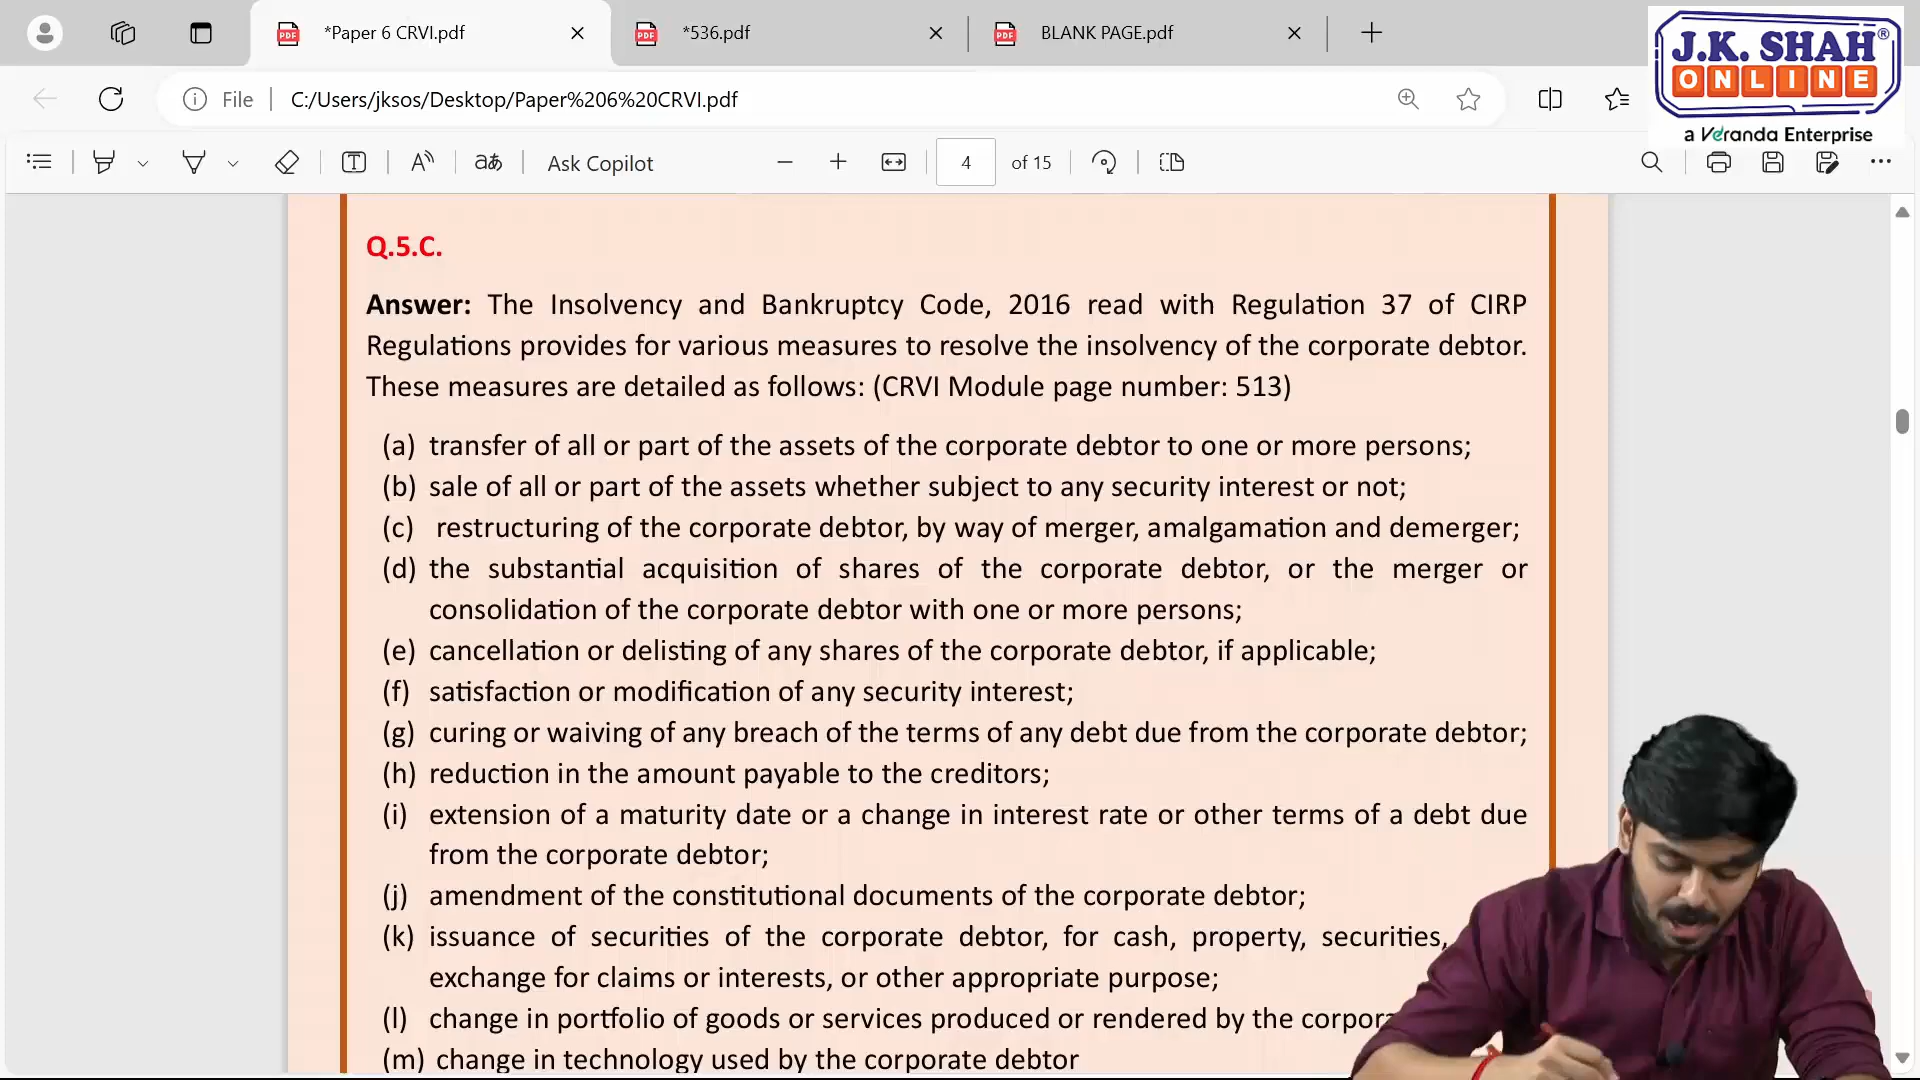 *Paper 6 CRVI.pdf
*536.pdf
BLANK PAGE.pdf
J.K. SHAH®
ONLINE
a Veranda Enterprise
File
C:/Users/jksos/Desktop/Paper%206%20CRVI.pdf
Ask Copilot
4 of 15
Q.5.C.
Answer: The Insolvency and Bankruptcy Code, 2016 read with Regulation 37 of CIRP
Regulations provides for various measures to resolve the insolvency of the corporate debtor.
These measures are detailed as follows: (CRVI Module page number: 513)
(a) transfer of all or part of the assets of the corporate debtor to one or more persons;
(b) sale of all or part of the assets whether subject to any security interest or not;
(c) restructuring of the corporate debtor, by way of merger, amalgamation and demerger;
(d) the substantial acquisition of shares of the corporate debtor, or the merger or
consolidation of the corporate debtor with one or more persons;
(e) cancellation or delisting of any shares of the corporate debtor, if applicable;
(f) satisfaction or modification of any security interest;
(g) curing or waiving of any breach of the terms of any debt due from the corporate debtor;
(h) reduction in the amount payable to the creditors;
(i) extension of a maturity date or a change in interest rate or other terms of a debt due
from the corporate debtor;
(j) amendment of the constitutional documents of the corporate debtor;
(k) issuance of securities of the corporate debtor, for cash, property, securities,
exchange for claims or interests, or other appropriate purpose;
(l) change in portfolio of goods or services produced or rendered by the
(m) change in technology used by the corporate debtor